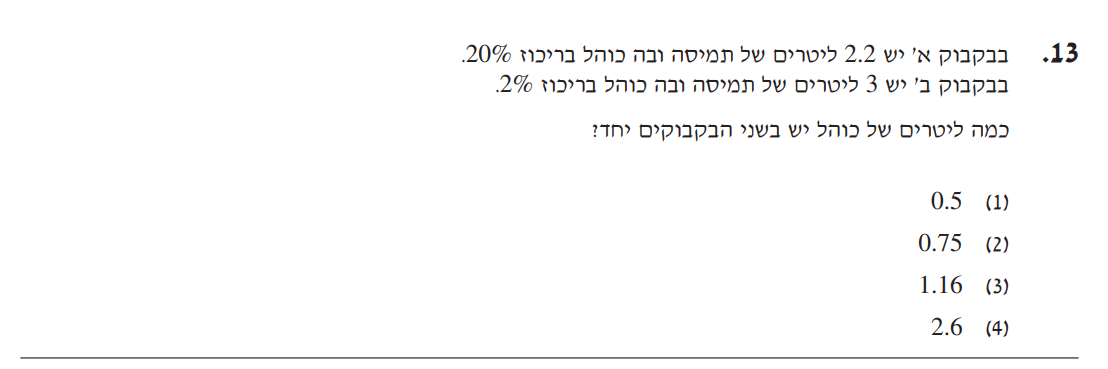 13. בבקבוק א' יש 2.2 ליטרים של תמיסה ובה כוהל בריכוז 20%.
בבקבוק ב' יש 3 ליטרים של תמיסה ובה כוהל בריכוז 2%.
כמה ליטרים של כוהל יש בשני הבקבוקים יחד?
(1) 0.5
(2) 0.75
(3) 1.16
(4) 2.6